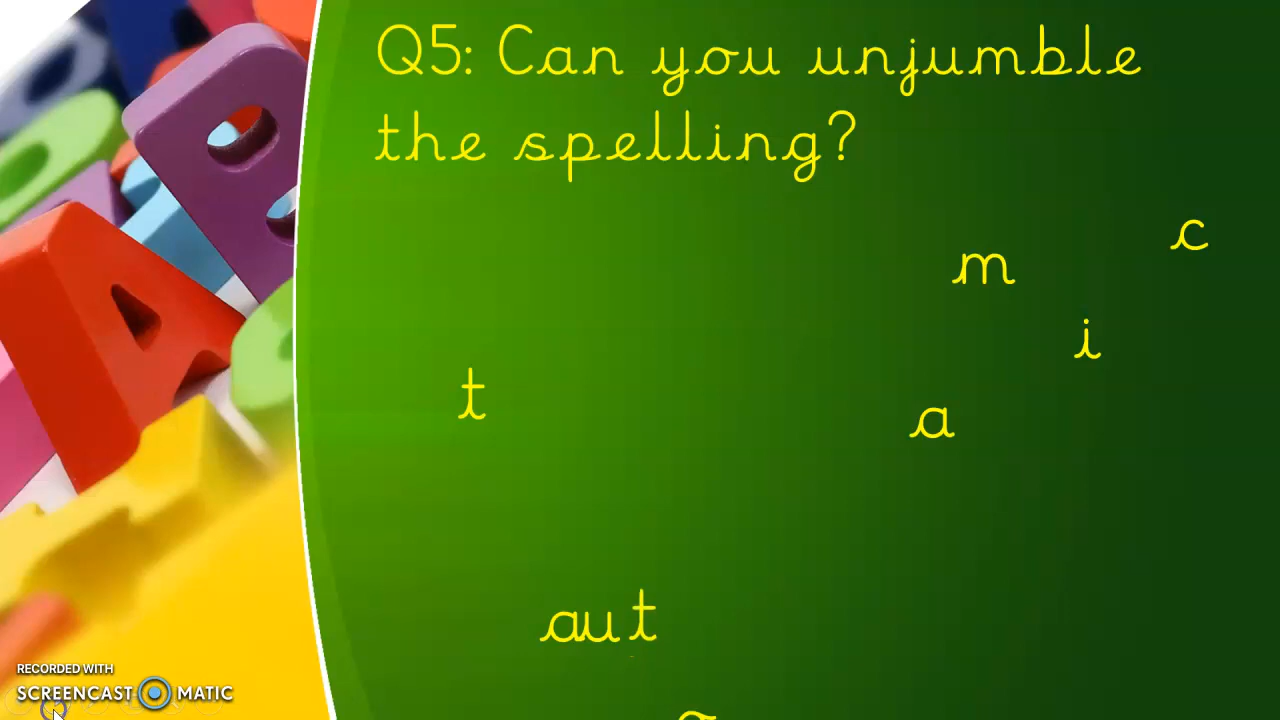 Q5: Can you unjumble
the spelling?
c
m
i
t
a
aut
RECORDED WITH
SCREENCAST MATIC